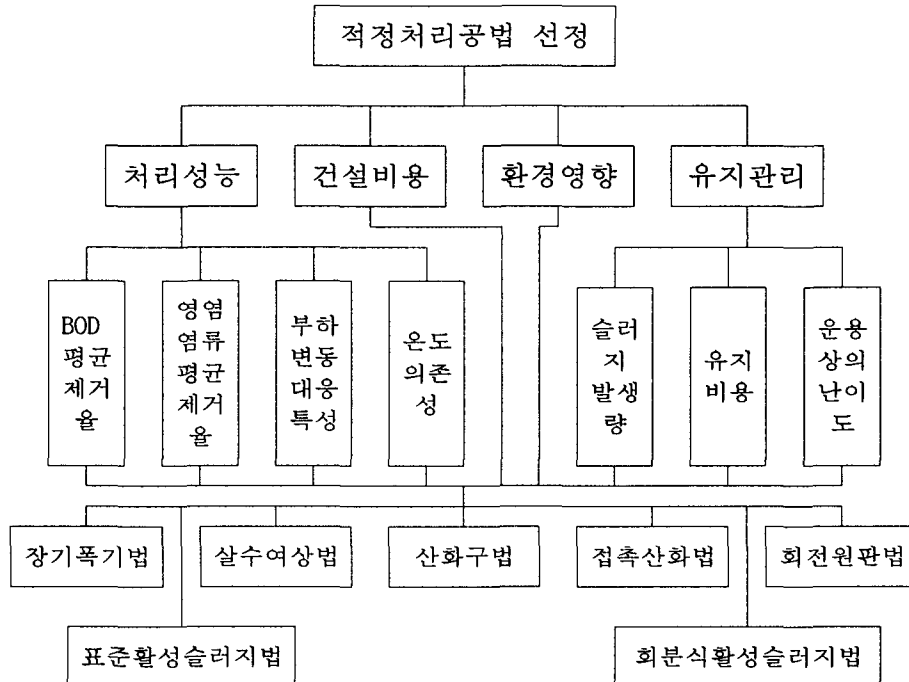 적정처리공법 선정
처리성능
건설비용
환경영향
유지관리
BOD
평균
제거
율
영염
염류
평균
제거
율
부하
변동
대응
특성
온도
의존
성
슬러
지
발생
량
유지
비용
운용
상의
난이
도
장기폭기법
살수여상법
산화구법
접촉산화법
회전원판법
표준활성슬러지법
회분식활성슬러지법